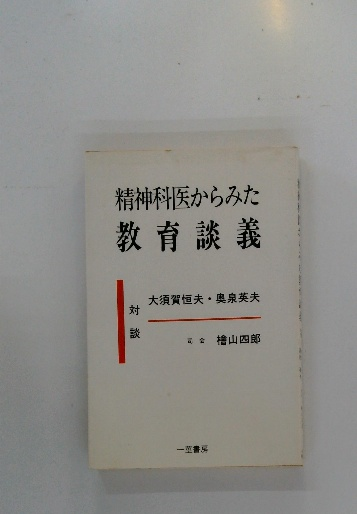 精神科医からみた
教育談義
対談
大須賀恒夫・奥泉英夫
司会 檜山四郎
一莖書房